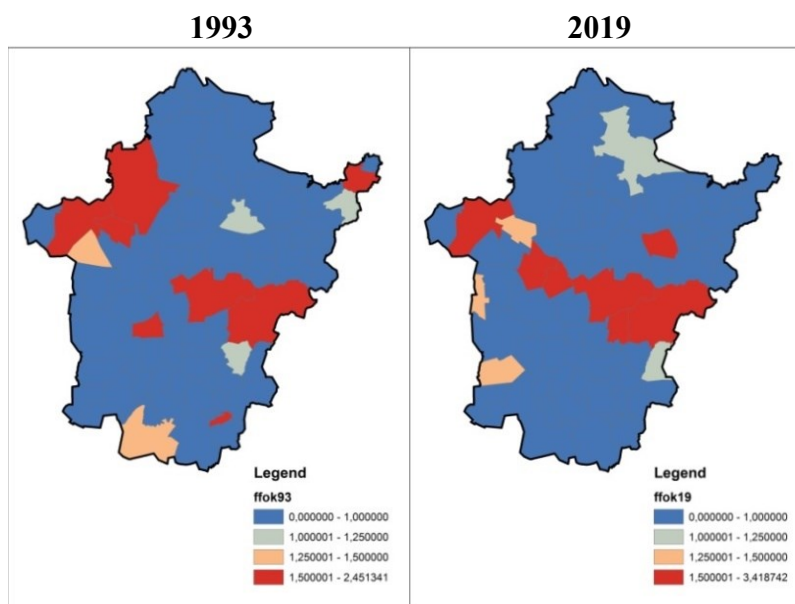 1993
2019
Legend
ffok93
0,000000 - 1,000000
1,000001 - 1,250000
1,250001 - 1,500000
1,500001 - 2,451341
Legend
ffok19
0,000000 - 1,000000
1,000001 - 1,250000
1,250001 - 1,500000
1,500001 - 3,418742